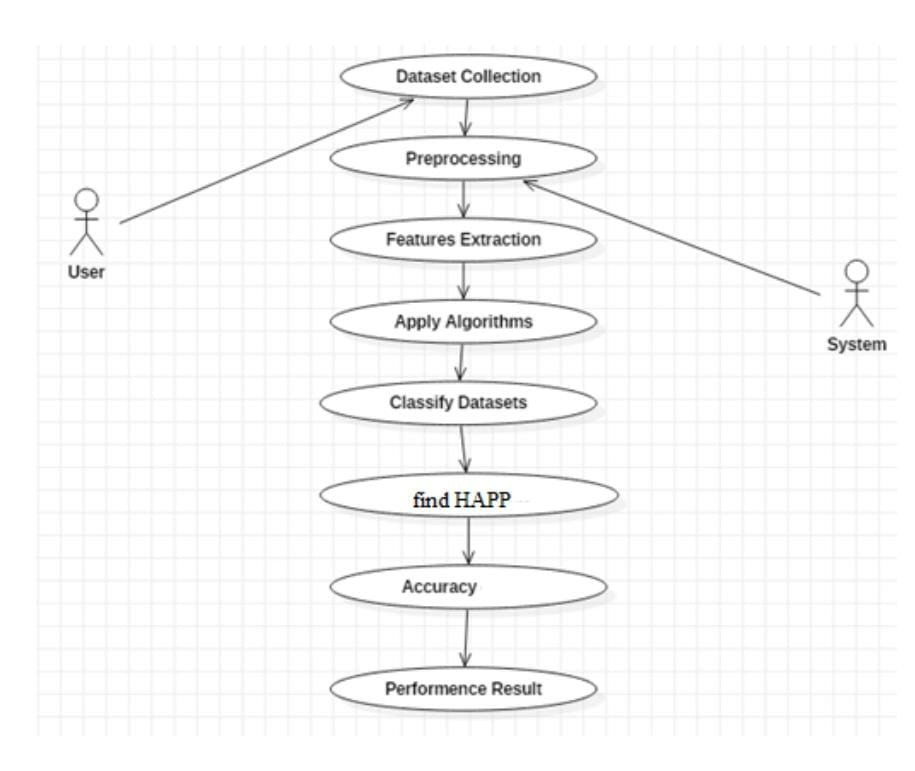 Dataset Collection
Preprocessing
User
Features Extraction
Apply Algorithms
System
Classify Datasets
find HAPP
Accuracy
Performence Result